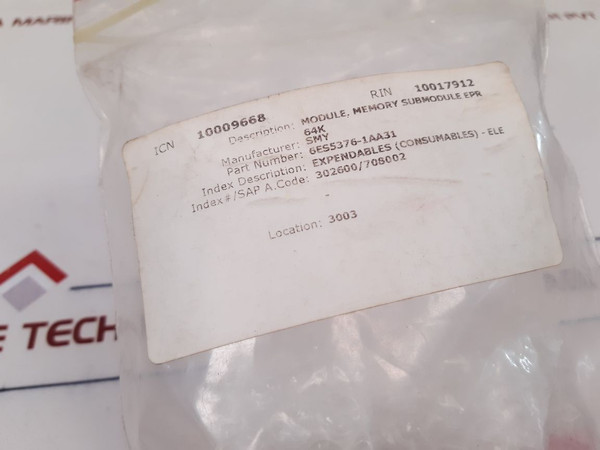 ICN 10009668 RIN 10017912
Description: MODULE, MEMORY SUBMODULE EPR
64K
Manufacturer: SMY
Part Number: 6ES5376-1AA31
Index Description: EXPENDABLES (CONSUMABLES) - ELE
Index#/SAP A.Code: 302600/708002
-
Location: 3003
E TECH